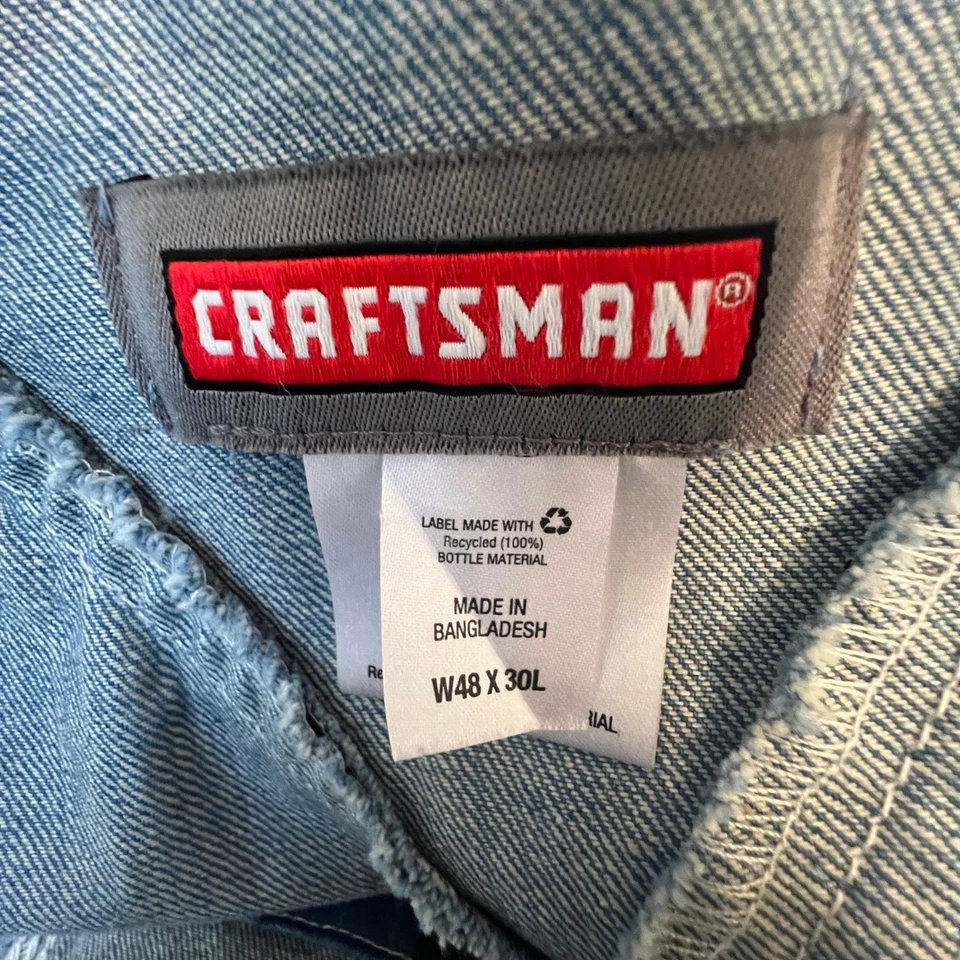 CRAFTSMAN®
LABEL MADE WITH
Recycled (100%)
BOTTLE MATERIAL
MADE IN
BANGLADESH
W48 X 30L